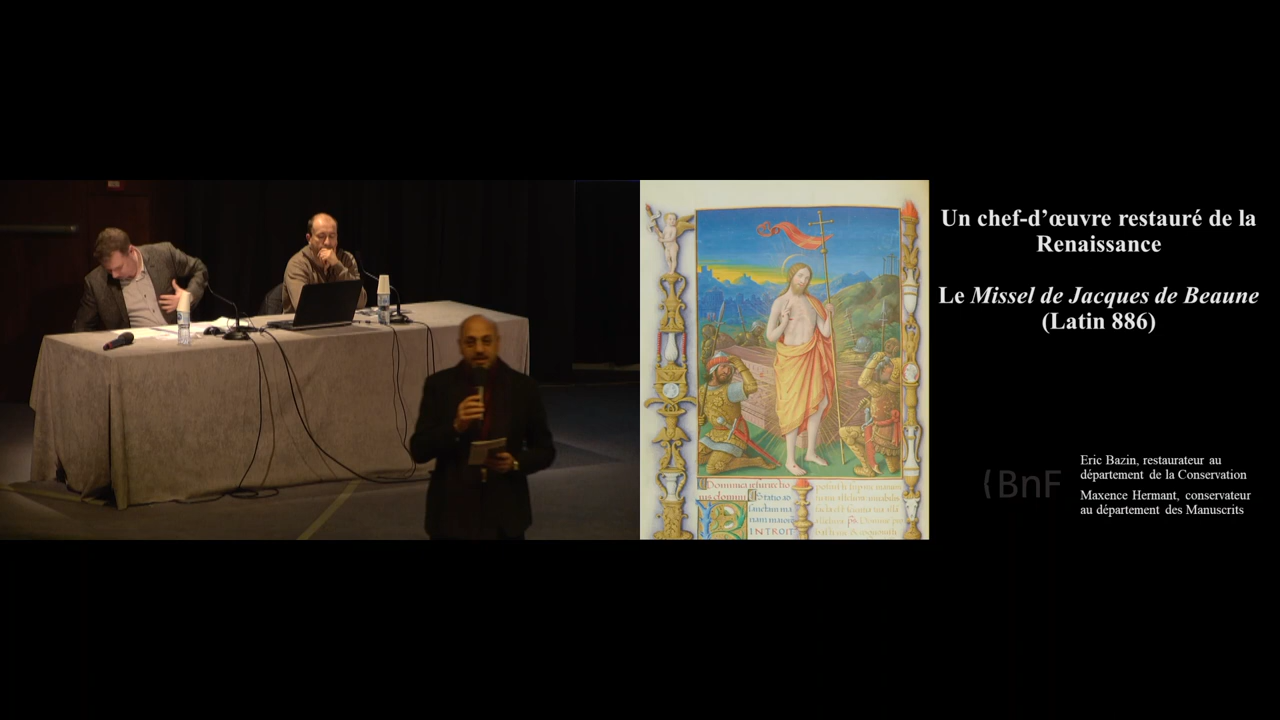 Un chef-d’œuvre restauré de la
Renaissance
Le Missel de Jacques de Beaune
(Latin 886)
BnF
Eric Bazin, restaurateur au
département de la Conservation
Maxence Hermant, conservateur
au département des Manuscrits
INTROIT